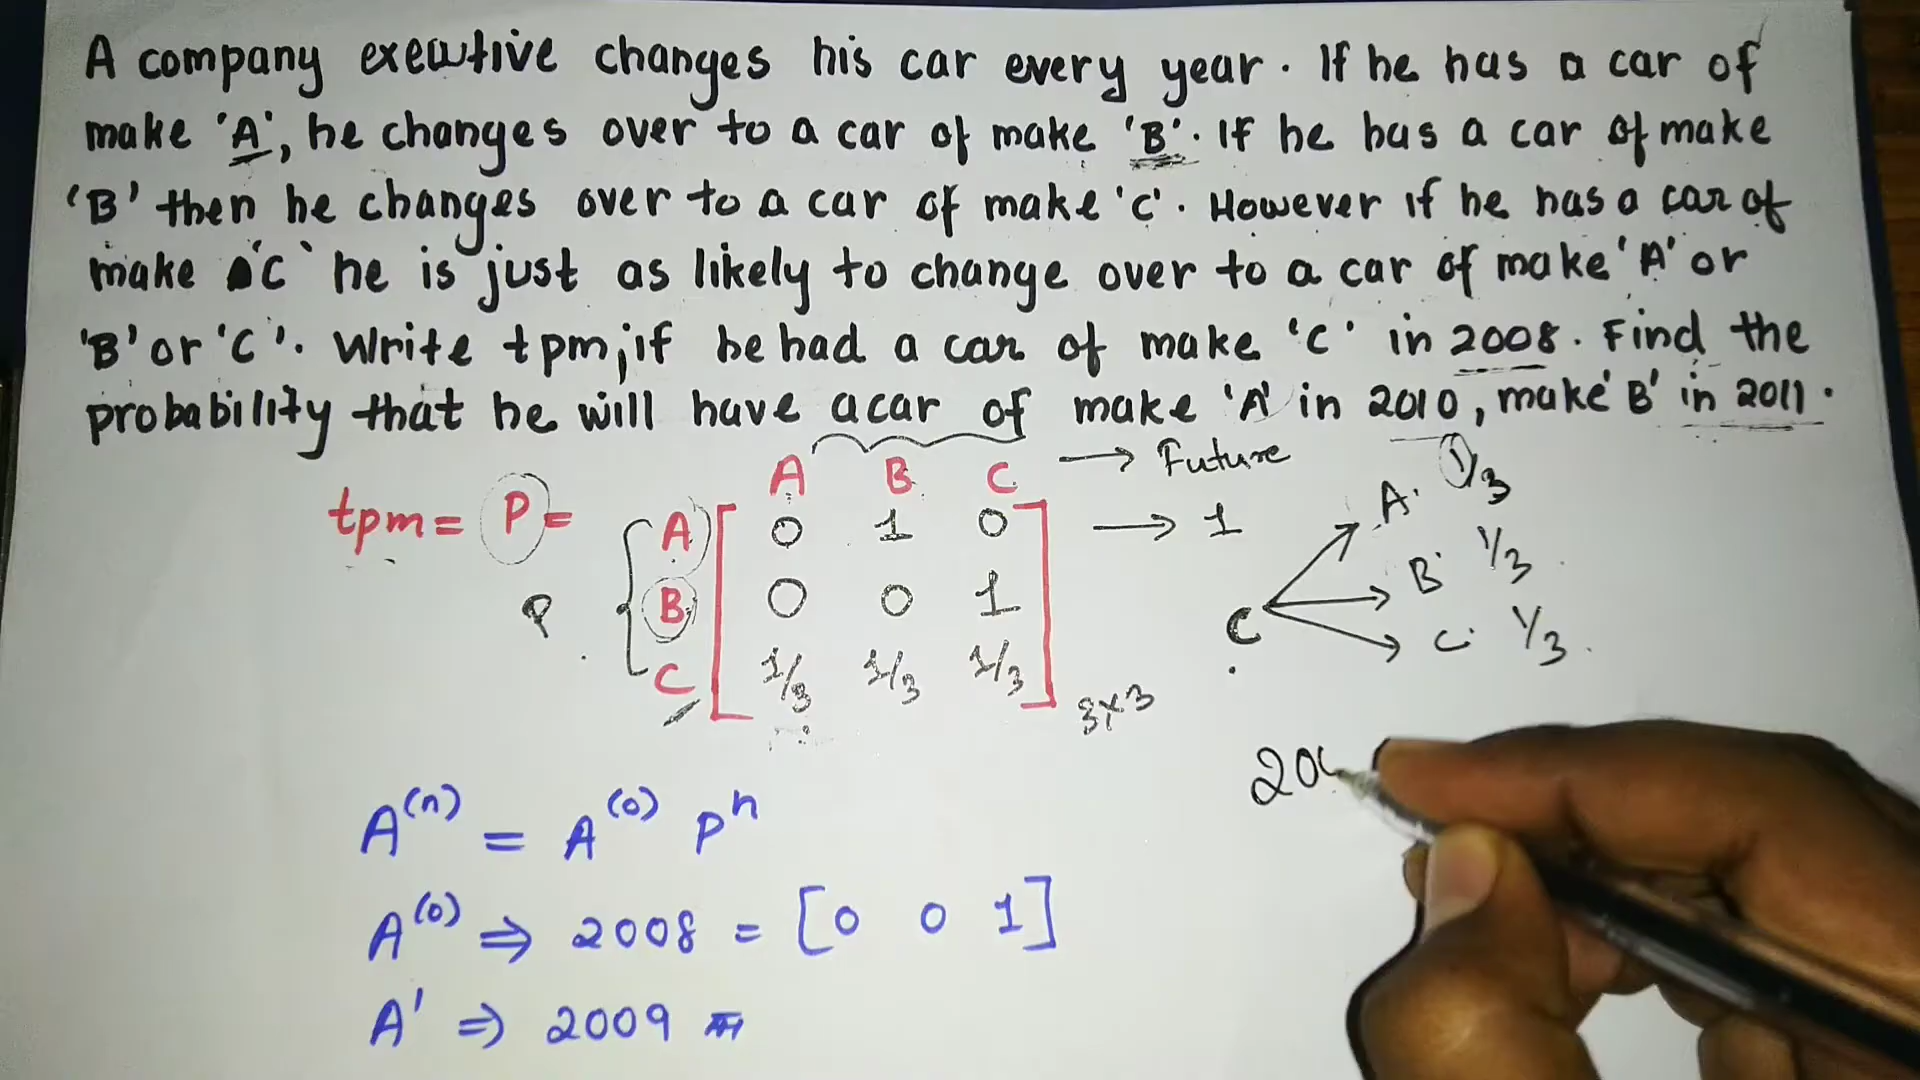 A company executive changes his car every year. If he has a car of
make 'A', he changes over to a car of make 'B'. If he has a car of make
'B' then he changes over to a car of make 'C'. However if he has a car of
make 'C' he is just as likely to change over to a car of make 'A' or
'B' or 'C'. Write tpm, if he had a car of make 'C' in 2008. Find the
probability that he will have a car of make 'A' in 2010, make 'B' in 2011.
A B C → Future
tpm = P =
A 0 1 0 → 1
B 0 0 1
C 1/3 1/3 1/3
3x3
P
C
A 1/3
B 1/3
C 1/3
A(n) = A(0) Pn
A(0) ⇒ 2008 = [0 0 1]
A' ⇒ 2009 =